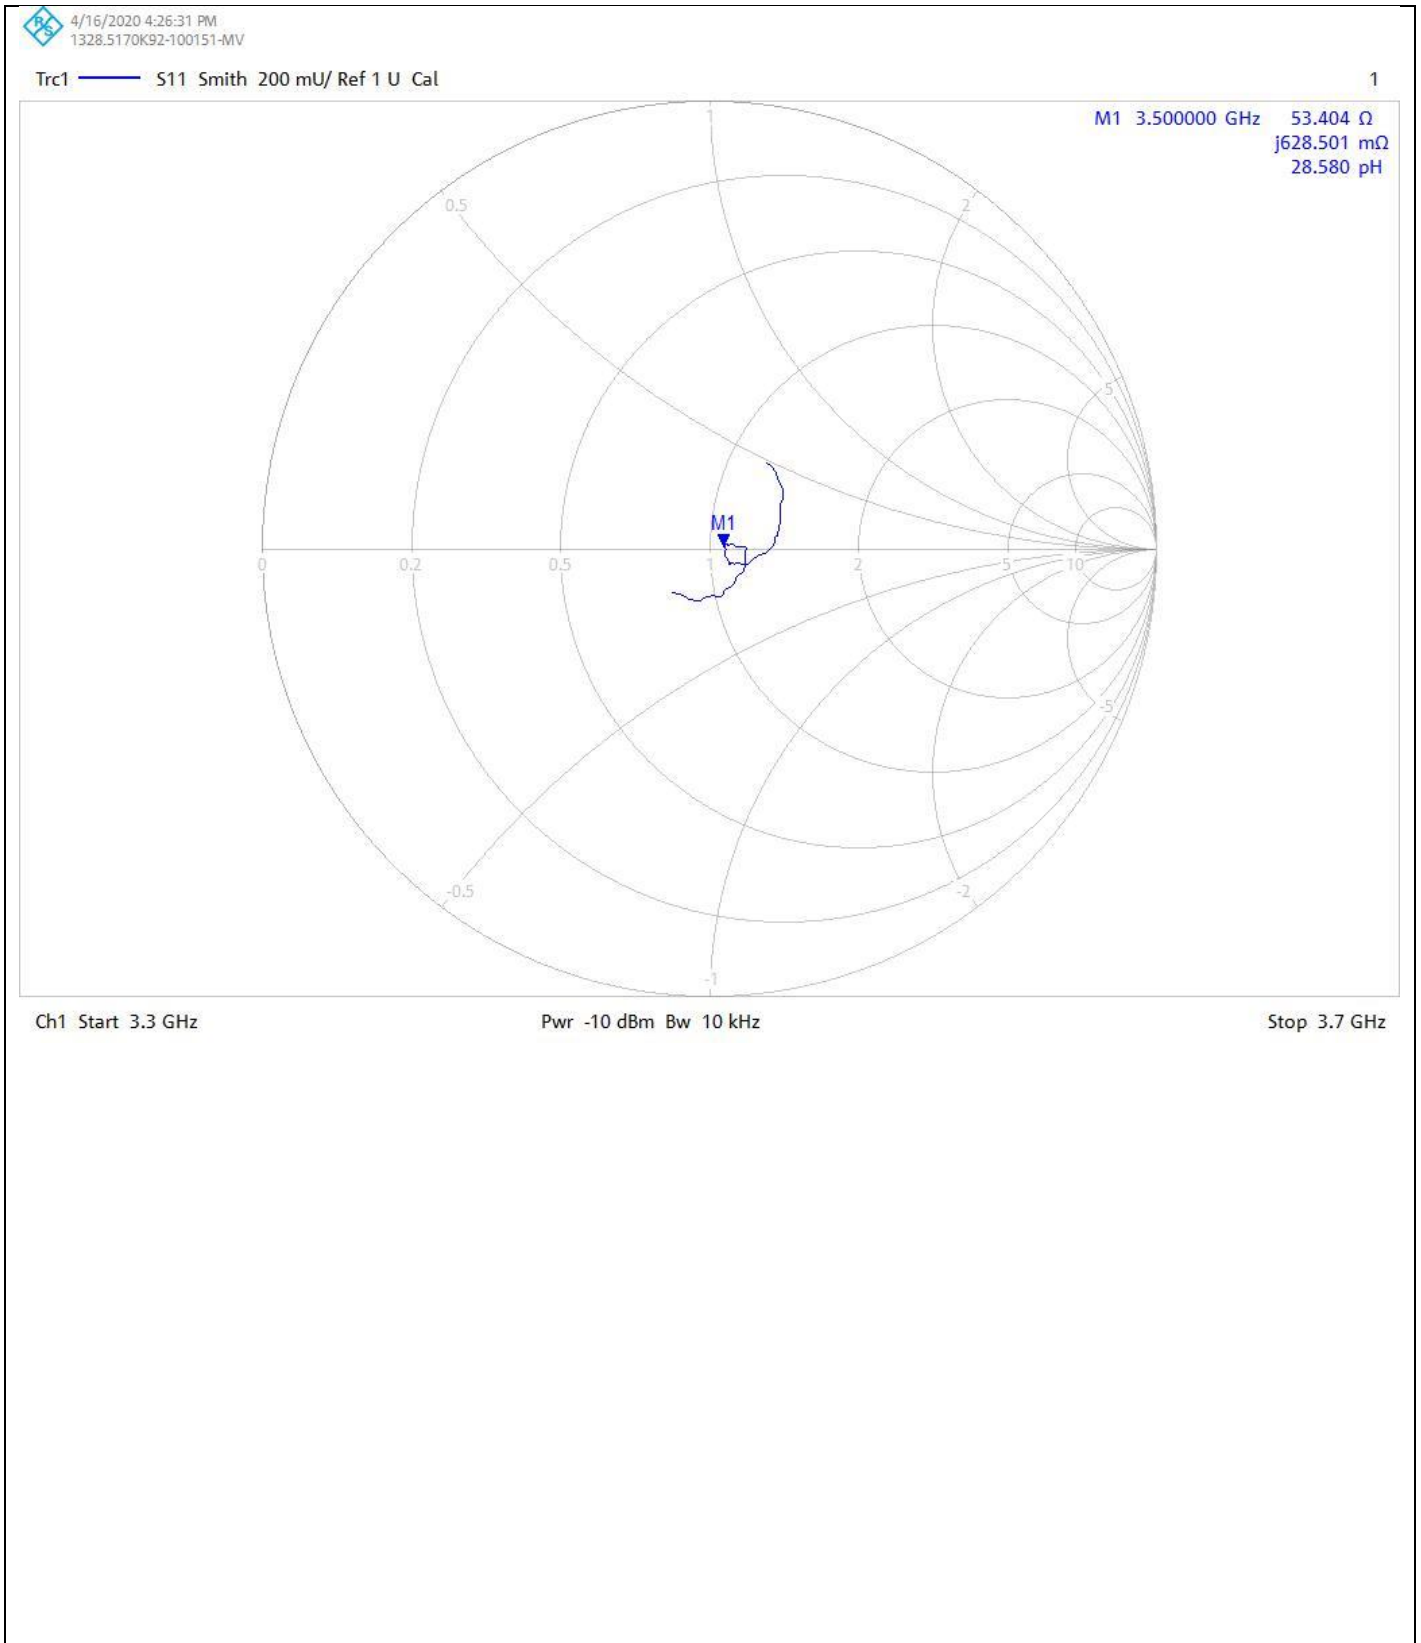 R&S
4/16/2020 4:26:31 PM
1328.5170K92-100151-MV
Trc1 S11 Smith 200 mU/ Ref 1 U Cal 1
M1 3.500000 GHz 53.404 Ω
j628.501 mΩ
28.580 pH
1
0.5 2
5
M1
0 0.2 0.5 1 2 5 10
-5
-0.5 -2
-1
Ch1 Start 3.3 GHz Pwr -10 dBm Bw 10 kHz Stop 3.7 GHz